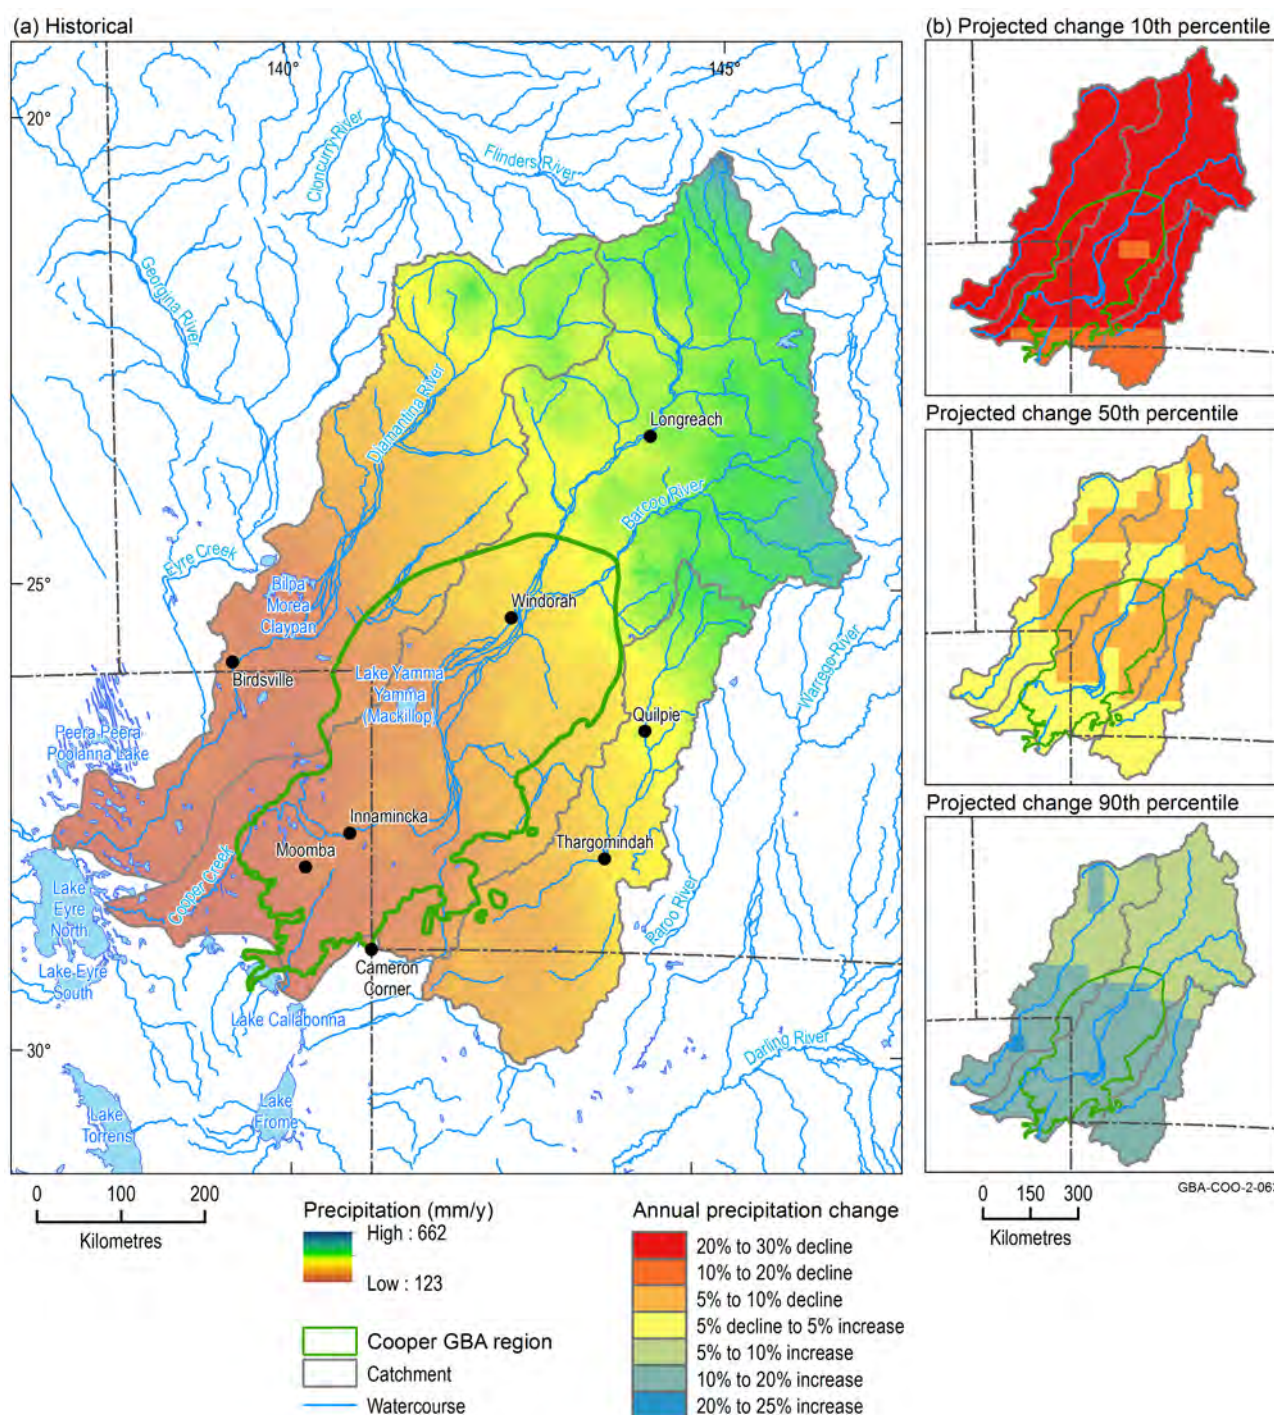 (a) Historical
140°
145°
20°
Cloncurry River
Flinders River
Georgina River
Diamantina River
Longreach
Barcoo River
Eyre Creek
25°
Bilpa
Morea
Claypan
Windorah
Birdsville
Lake Yamma
Yamma
(Mackillop)
Warrego River
Quilpie
Peera Peera
Poolanna Lake
Innamincka
Moomba
Thargomindah
Cooper Creek
Lake
Eyre
North
Paroo River
Lake Eyre
South
Cameron
Corner
Lake Callabonna
30°
Darling River
Lake
Frome
Lake
Torrens
(b) Projected change 10th percentile
Projected change 50th percentile
Projected change 90th percentile
0 100 200
Kilometres
Precipitation (mm/y)
High : 662
Low : 123
Cooper GBA region
Catchment
Watercourse
Annual precipitation change
20% to 30% decline
10% to 20% decline
5% to 10% decline
5% decline to 5% increase
5% to 10% increase
10% to 20% increase
20% to 25% increase
0 150 300
Kilometres